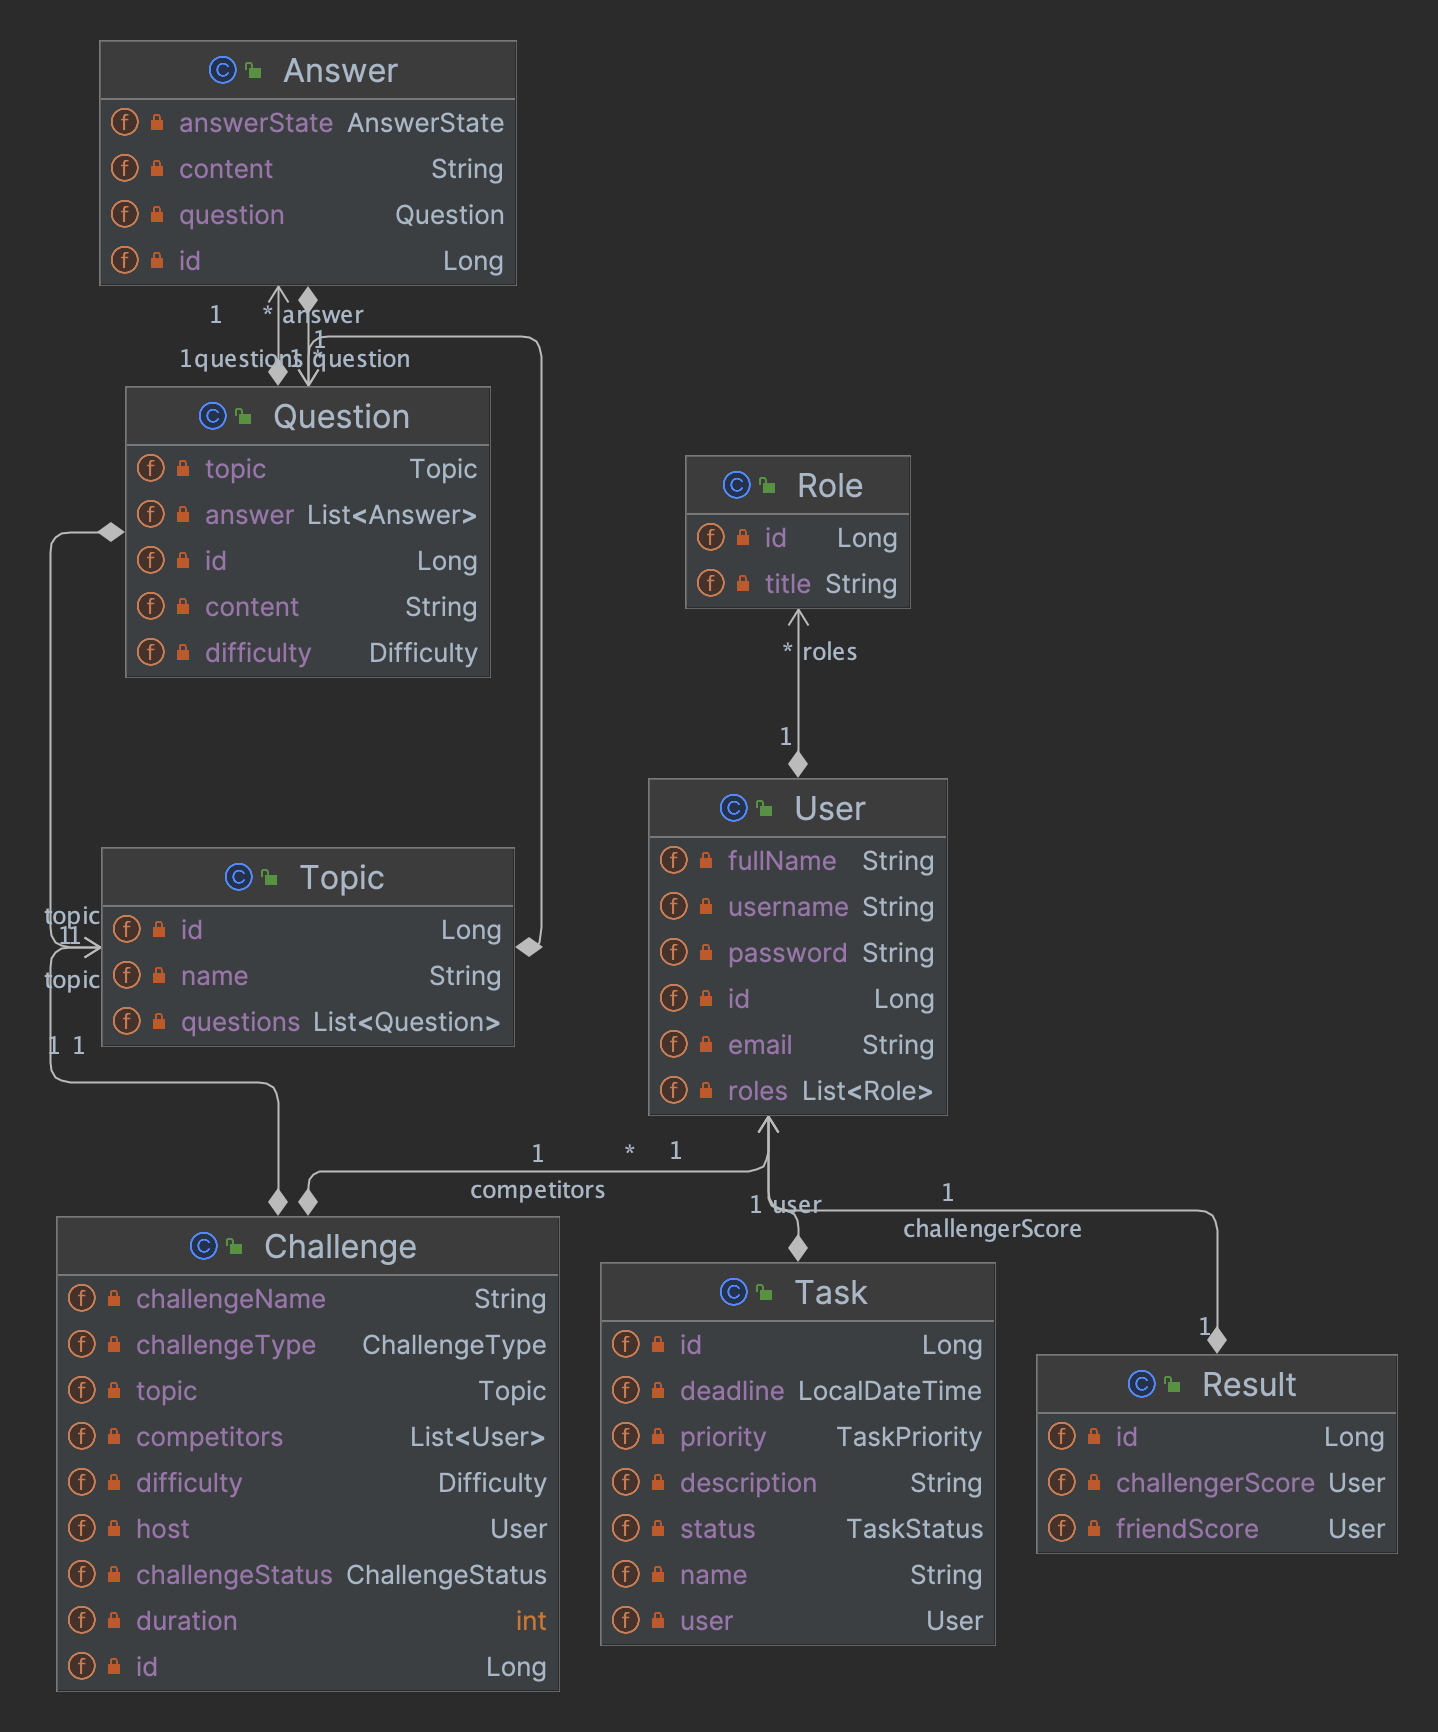 Answer
answerState AnswerState
content String
question Question
id Long
1 * answer
1
1questions 1 * question
Question
topic Topic
answer List<Answer>
id Long
content String
difficulty Difficulty
Role
id Long
title String
* roles
1
User
fullName String
username String
password String
id Long
email String
roles List<Role>
Topic
id Long
name String
questions List<Question>
topic
11
topic
1 1
1 * 1
competitors
1 user
1
challengerScore
1
Challenge
challengeName String
challengeType ChallengeType
topic Topic
competitors List<User>
difficulty Difficulty
host User
challengeStatus ChallengeStatus
duration int
id Long
Task
id Long
deadline LocalDateTime
priority TaskPriority
description String
status TaskStatus
name String
user User
Result
id Long
challengerScore User
friendScore User